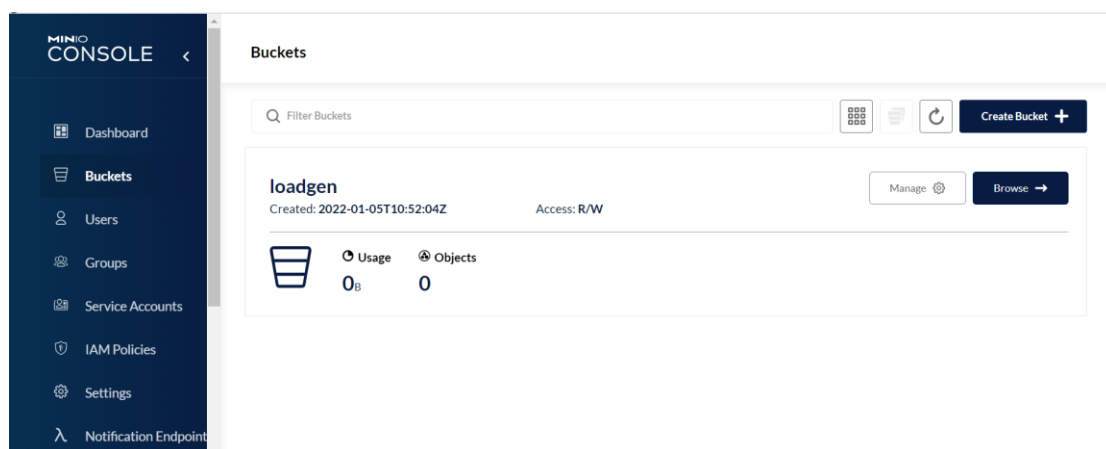 MINIO
CONSOLE
Dashboard
Buckets
Users
Groups
Service Accounts
IAM Policies
Settings
Notification Endpoint
Buckets
Filter Buckets
Create Bucket
loadgen
Created: 2022-01-05T10:52:04Z Access: R/W
Manage
Browse
Usage Objects
0B 0